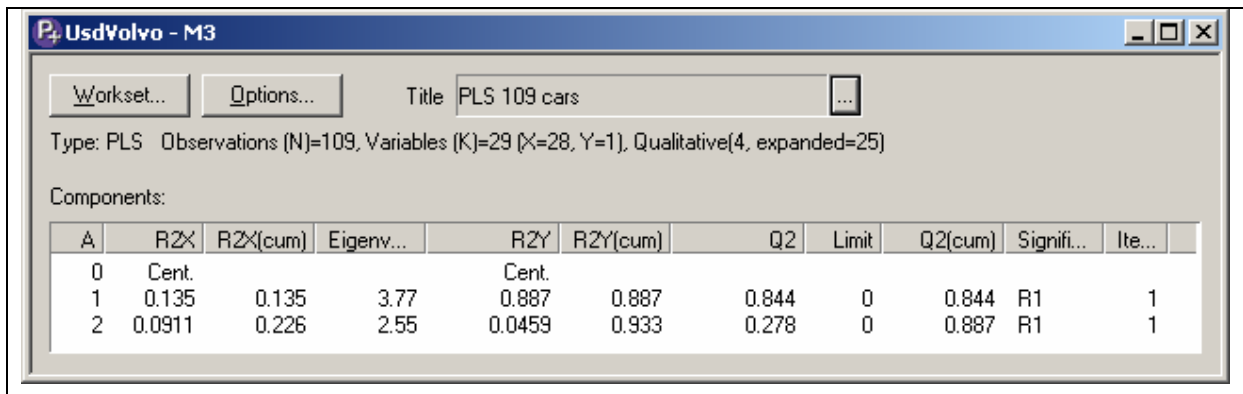 UsdVolvo - M3
Workset... Options... Title PLS 109 cars ...
Type: PLS Observations (N)=109, Variables (K)=29 (X=28, Y=1), Qualitative(4, expanded=25)
Components:
A R2X R2X(cum) Eigenv... R2Y R2Y(cum) Q2 Limit Q2(cum) Signifi... Ite...
0 Cent. Cent.
1 0.135 0.135 3.77 0.887 0.887 0.844 0 0.844 R1 1
2 0.0911 0.226 2.55 0.0459 0.933 0.278 0 0.887 R1 1